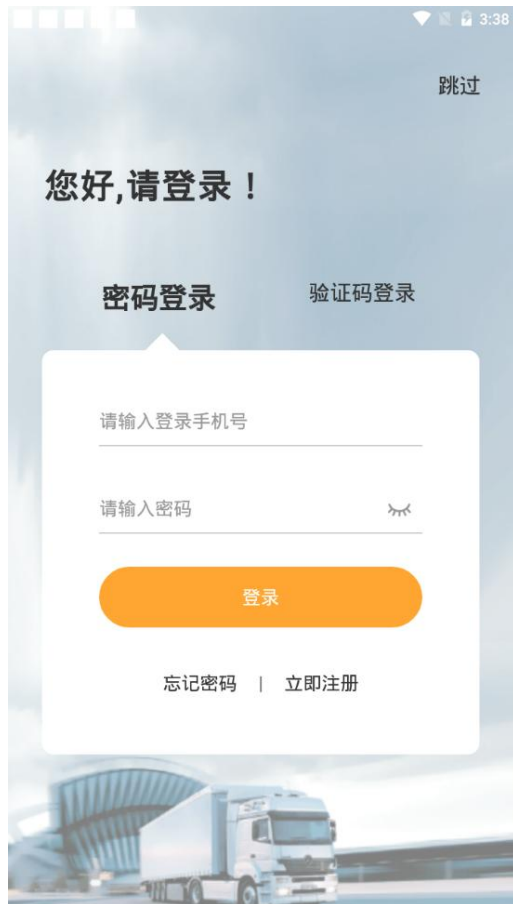 3:38
跳过
您好,请登录！
密码登录
验证码登录
请输入登录手机号
请输入密码
登录
忘记密码 | 立即注册